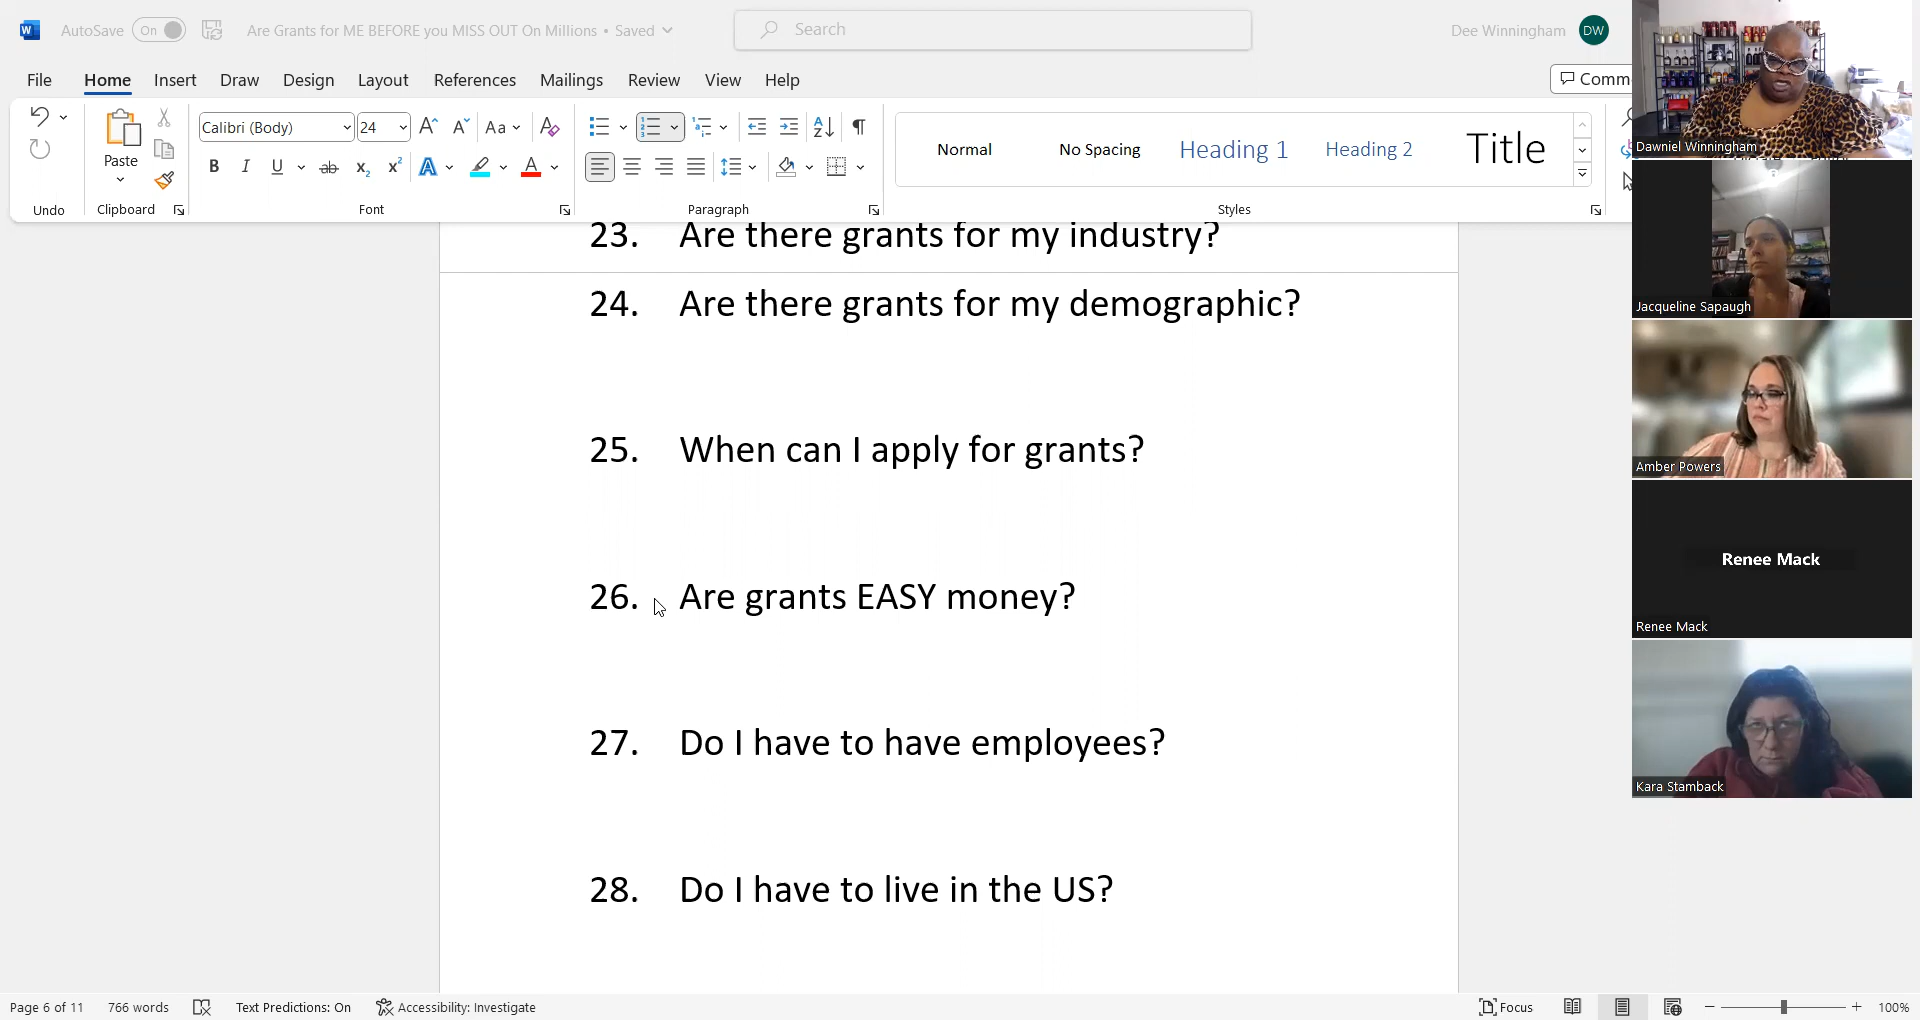 AutoSave On Are Grants for ME BEFORE you MISS OUT On Millions • Saved Search Dee Winningham DW
File Home Insert Draw Design Layout References Mailings Review View Help Comm
Calibri (Body) 24 Aa
Paste
B I U ab x2 x2 A A
Normal No Spacing Heading 1 Heading 2 Title
Undo Clipboard Font Paragraph Styles
23. Are there grants for my industry?
24. Are there grants for my demographic?
25. When can I apply for grants?
26. Are grants EASY money?
27. Do I have to have employees?
28. Do I have to live in the US?
Dawniel Winningham
Jacqueline Sapaugh
Amber Powers
Renee Mack
Renee Mack
Kara Stamback
Page 6 of 11 766 words Text Predictions: On Accessibility: Investigate Focus 100%